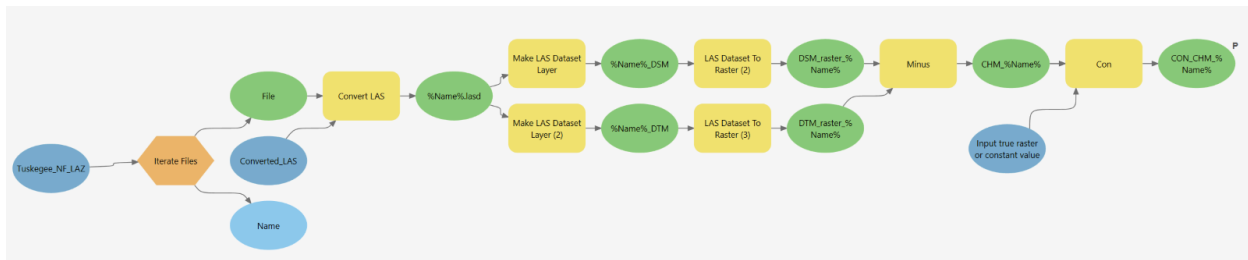 Tuskegee_NF_LAZ
Iterate Files
File
Converted_LAS
Name
Convert LAS
%Name%.lasd
Make LAS Dataset
Layer
Make LAS Dataset
Layer (2)
%Name%_DSM
%Name%_DTM
LAS Dataset To
Raster (2)
LAS Dataset To
Raster (3)
DSM_raster_%
Name%
DTM_raster_%
Name%
Minus
CHM_%Name%
Input true raster
or constant value
Con
CON_CHM_%
Name%
P